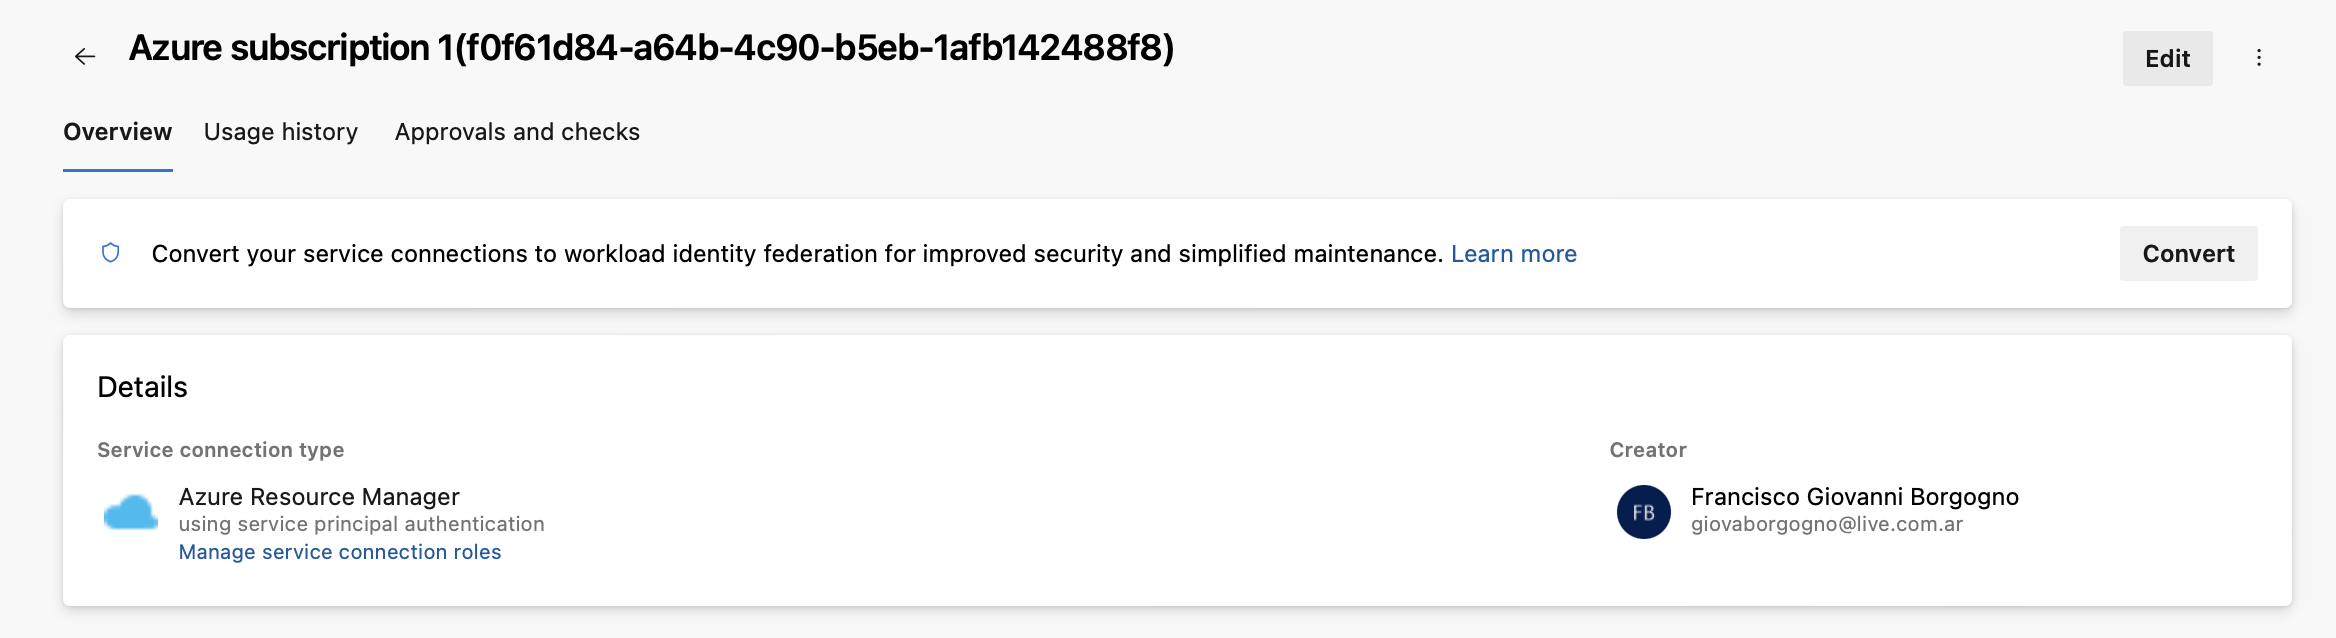 Azure subscription 1(f0f61d84-a64b-4c90-b5eb-1afb142488f8)
Edit
Overview
Usage history
Approvals and checks
Convert your service connections to workload identity federation for improved security and simplified maintenance. Learn more
Convert
Details
Service connection type
Azure Resource Manager
using service principal authentication
Manage service connection roles
Creator
FB
Francisco Giovanni Borgogno
giovaborgogno@live.com.ar